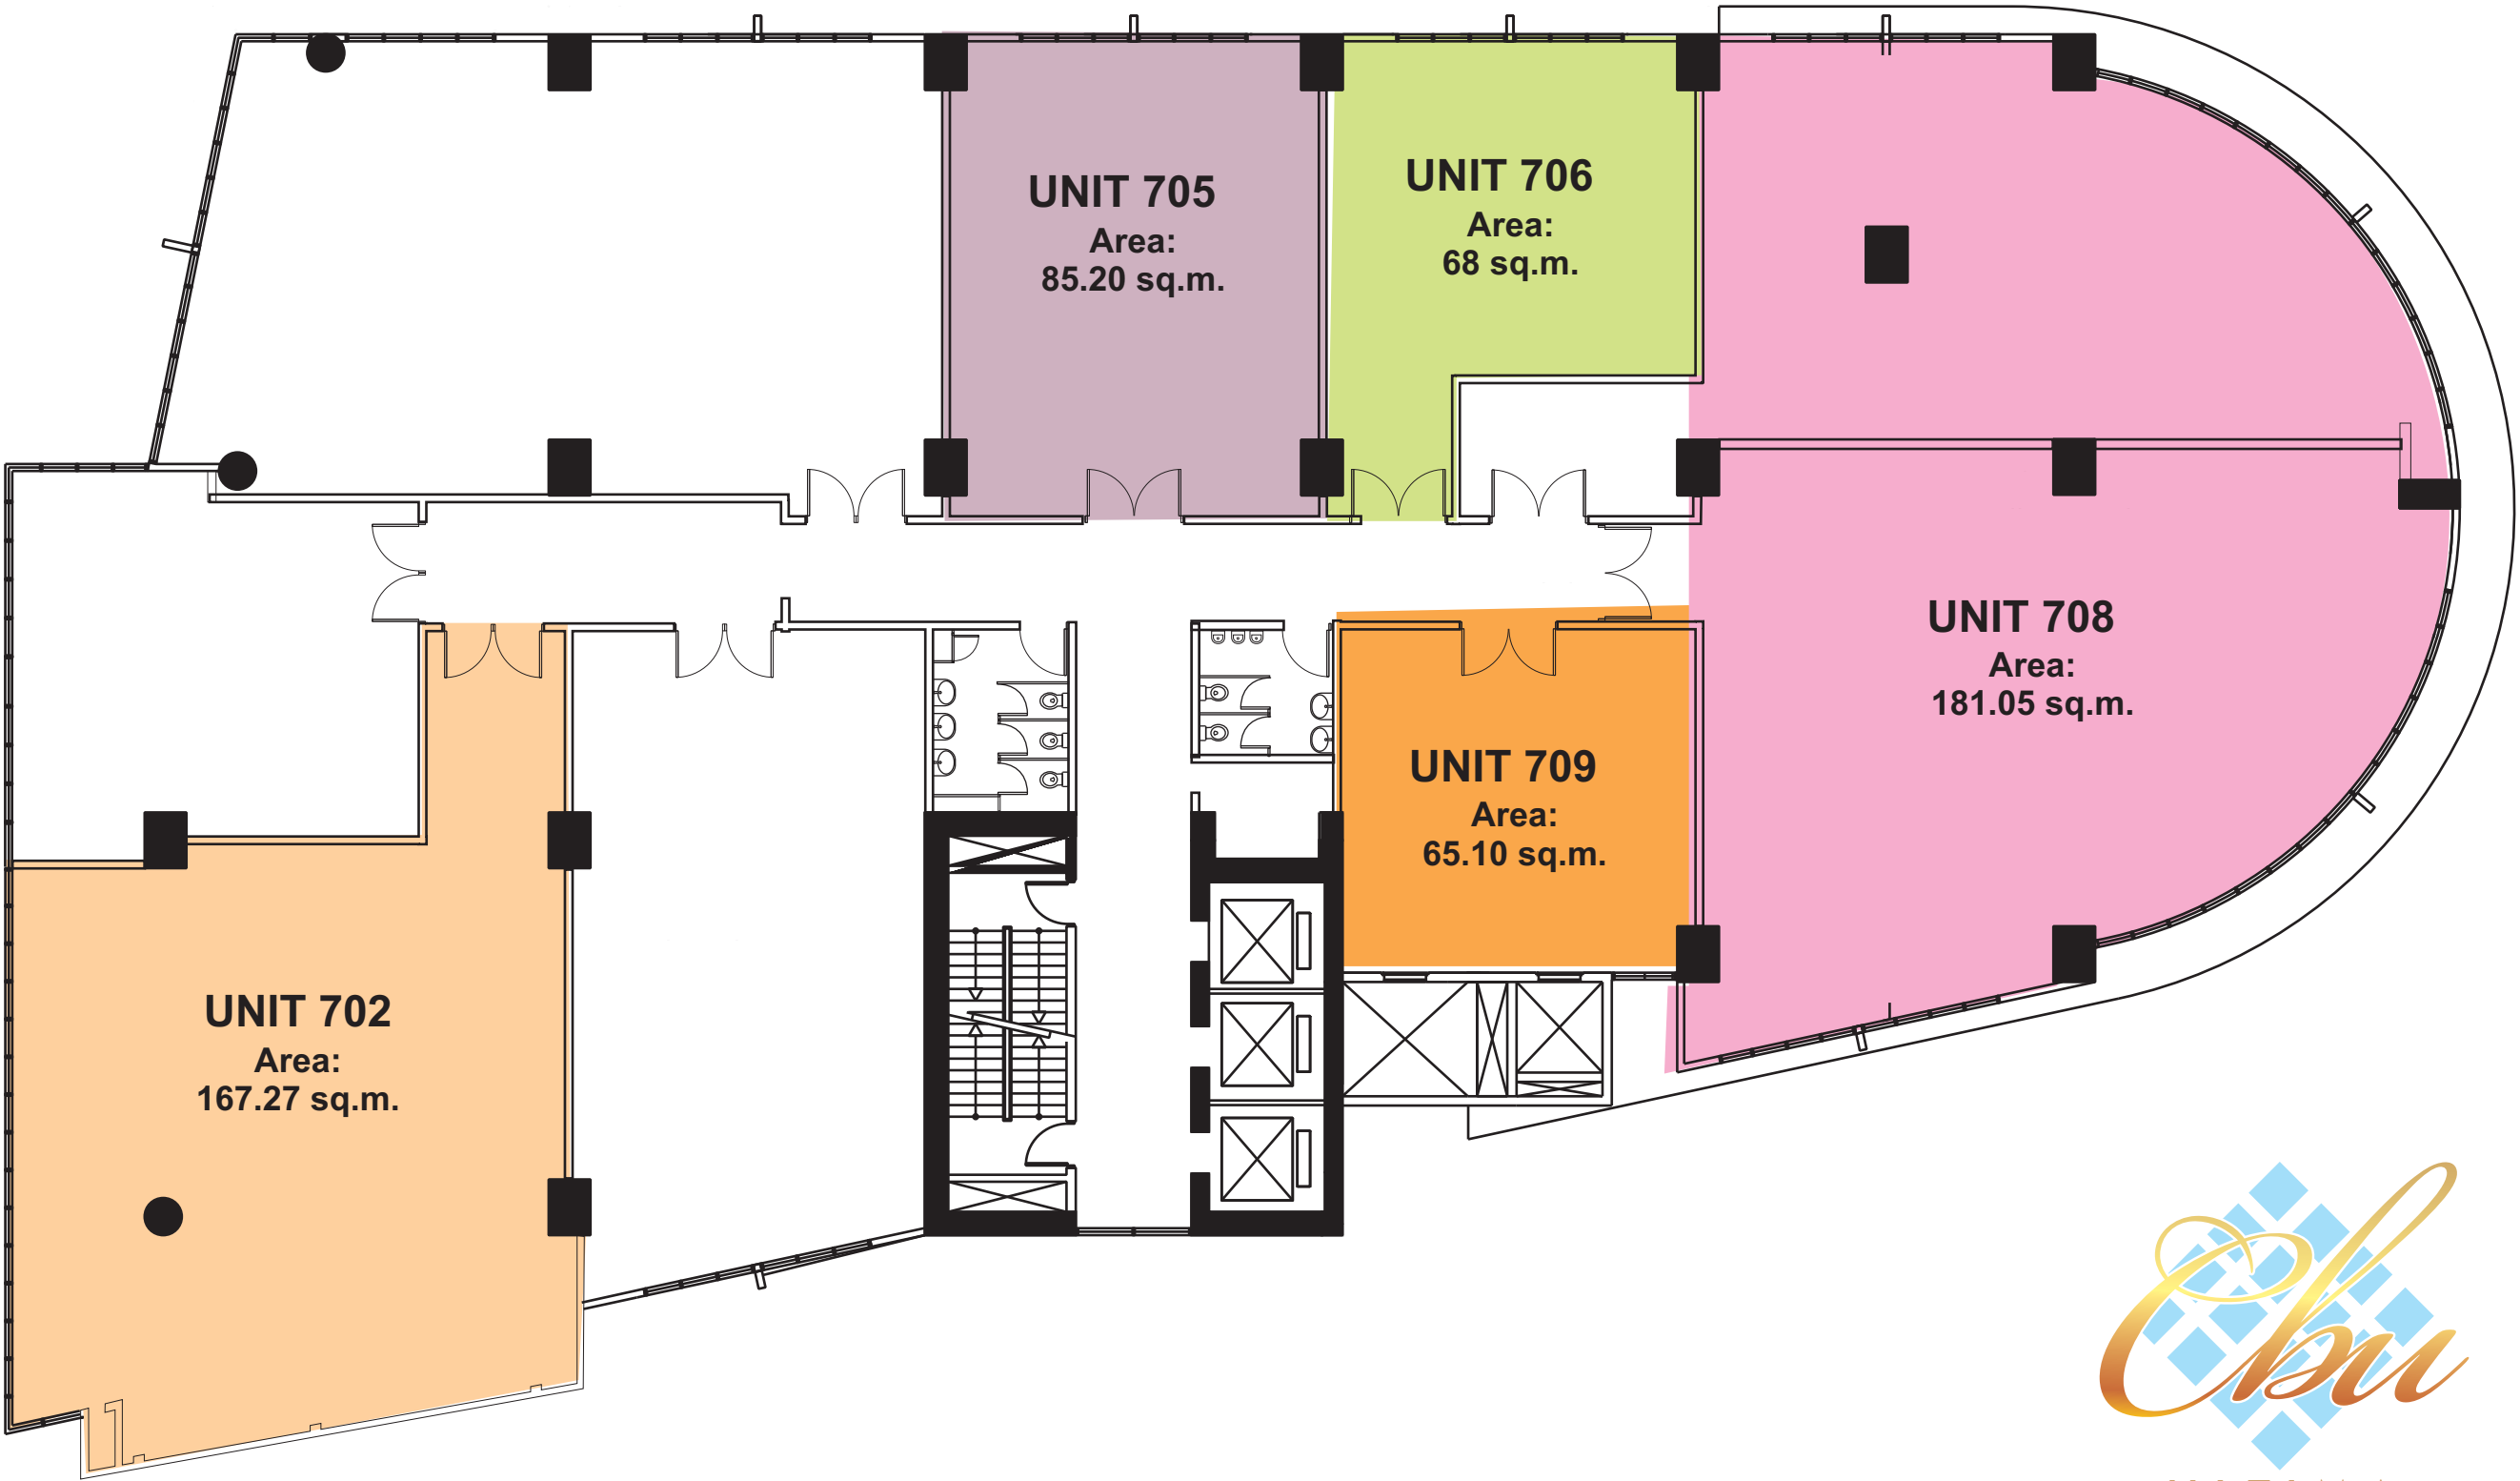 UNIT 705
Area:
85.20 sq.m.
UNIT 706
Area:
68 sq.m.
UNIT 708
Area:
181.05 sq.m.
UNIT 709
Area:
65.10 sq.m.
UNIT 702
Area:
167.27 sq.m.